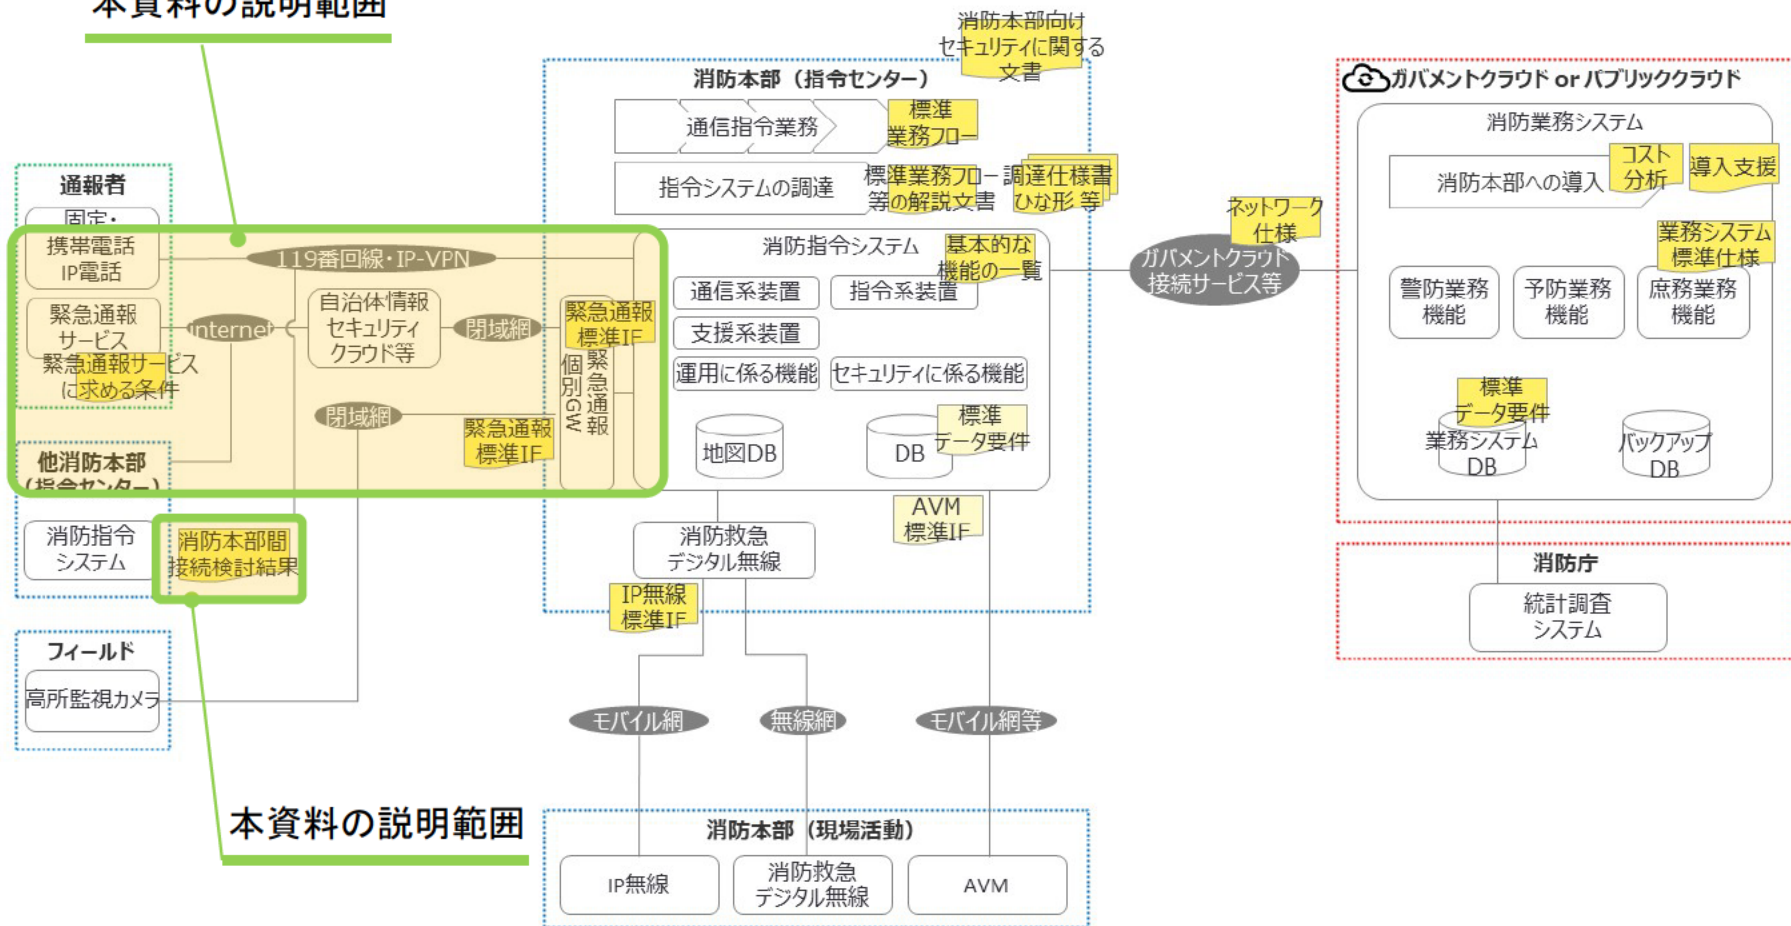 本資料の説明範囲
消防本部向け
セキュリティに関する
文書
消防本部（指令センター）
通信指令業務
標準
業務フロー
指令システムの調達
標準業務フロー
等の解説文書
調達仕様書
ひな形 等
通報者
固定・
携帯電話
IP電話
119番回線・IP-VPN
緊急通報
サービス
internet
自治体情報
セキュリティ
クラウド等
閉域網
緊急通報
標準IF
緊急通報サービス
に求める条件
閉域網
緊急通報
標準IF
緊急通報
個別GW
消防指令システム
基本的な
機能の一覧
通信系装置
指令系装置
支援系装置
運用に係る機能
セキュリティに係る機能
地図DB
DB
標準
データ要件
他消防本部
（指令センター）
消防指令
システム
消防本部間
接続検討結果
消防救急
デジタル無線
AVM
標準IF
IP無線
標準IF
フィールド
高所監視カメラ
モバイル網
無線網
モバイル網等
本資料の説明範囲
消防本部（現場活動）
IP無線
消防救急
デジタル無線
AVM
ネットワーク
仕様
ガバメントクラウド
接続サービス等
ガバメントクラウド or パブリッククラウド
消防業務システム
消防本部への導入
コスト
分析
導入支援
業務システム
標準仕様
警防業務
機能
予防業務
機能
庶務業務
機能
標準
データ要件
業務システム
DB
バックアップ
DB
消防庁
統計調査
システム